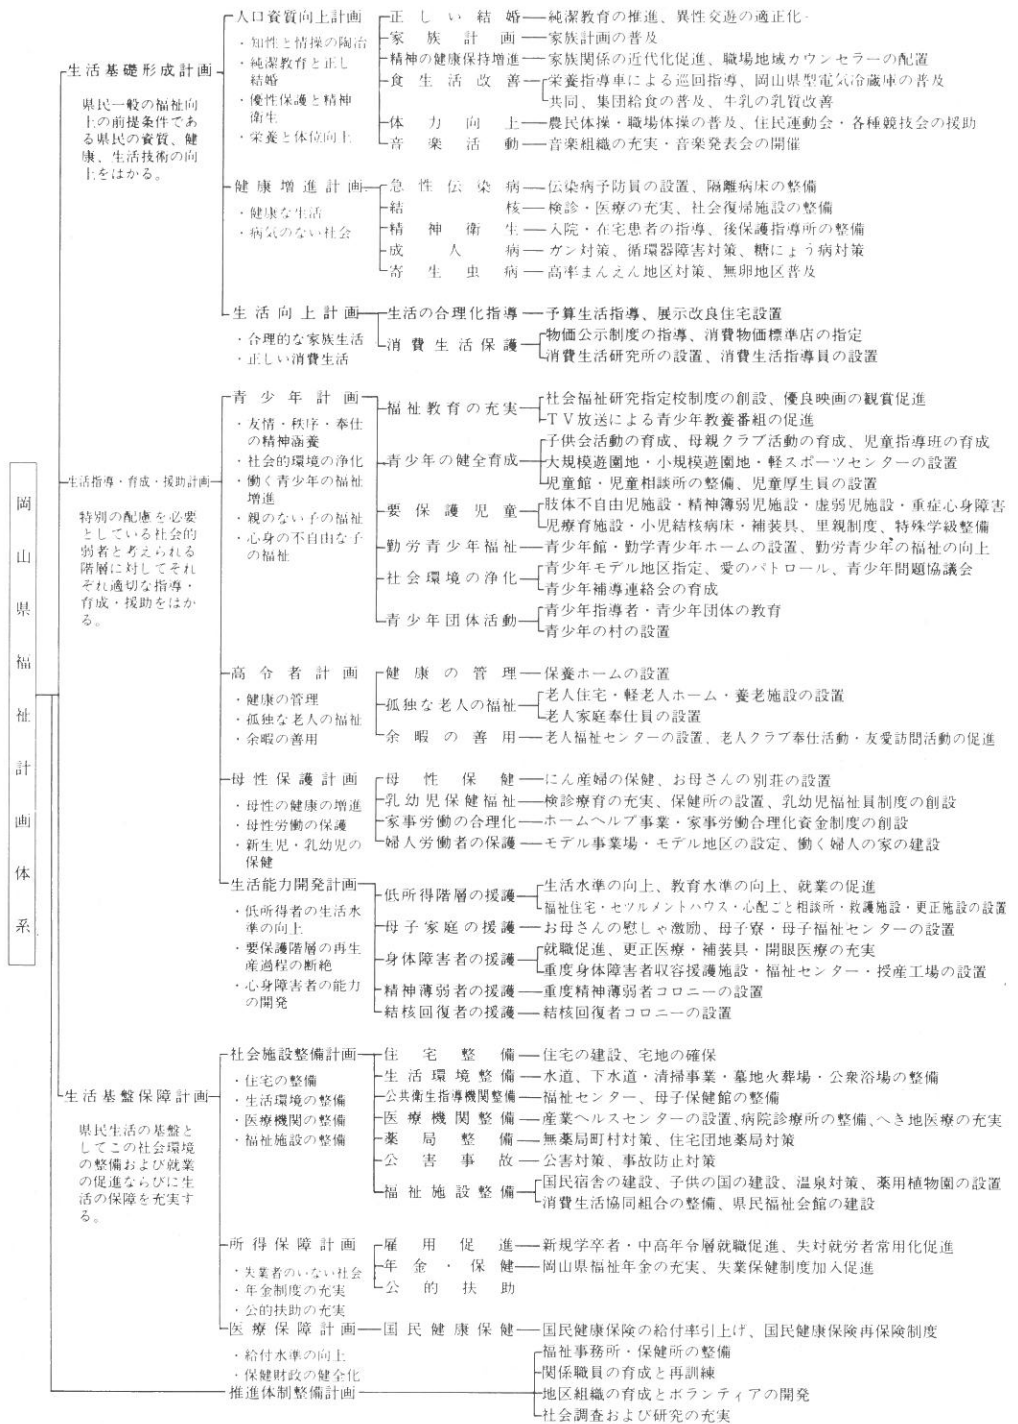 岡山県福祉計画体系
生活基礎形成計画
県民一般の福祉向
上の前提条件であ
る県民の資質、健
康、生活技術の向
上をはかる。
人口資質向上計画
・知性と情操の陶冶
・純潔教育と正し
結婚
・優性保護と精神
衛生
・栄養と体位向上
正しい結婚
純潔教育の推進、異性交遊の適正化
家族計画
家族計画の普及
精神の健康保持増進
家族関係の近代化促進、職場地域カウンセラーの配置
食生活改善
栄養指導車による巡回指導、岡山県型電気冷蔵庫の普及
共同、集団給食の普及、牛乳の乳質改善
体力向上
農民体操・職場体操の普及、住民運動会・各種競技会の援助
音楽活動
音楽組織の充実・音楽発表会の開催
健康増進計画
・健康な生活
・病気のない社会
急性伝染病
伝染病予防員の設置、隔離病床の整備
結核
検診・医療の充実、社会復帰施設の整備
精神衛生
入院・在宅患者の指導、後保護指導所の整備
成人病
ガン対策、循環器障害対策、糖にょう病対策
寄生虫病
高率まんえん地区対策、無卵地区普及
生活向上計画
・合理的な家族生活
・正しい消費生活
生活の合理化指導
予算生活指導、展示改良住宅設置
消費生活保護
物価公示制度の指導、消費物価標準店の指定
消費生活研究所の設置、消費生活指導員の設置
生活指導・育成・援助計画
特別の配慮を必要
としている社会的
弱者と考えられる
階層に対してそれ
ぞれ適切な指導・
育成・援助をはか
る。
青少年計画
・友情・秩序・奉仕
の精神涵養
・社会的環境の浄化
・働く青少年の福祉
増進
・親のない子の福祉
・心身の不自由な子
の福祉
福祉教育の充実
社会福祉研究指定校制度の創設、優良映画の観賞促進
TV放送による青少年教養番組の促進
青少年の健全育成
子供会活動の育成、母親クラブ活動の育成、児童指導班の育成
大規模遊園地・小規模遊園地・軽スポーツセンターの設置
児童館・児童相談所の整備、児童厚生員の設置
要保護児童
肢体不自由児施設・精神簿弱児施設・虚弱児施設・重症心身障害
児療育施設・小児結核病床・補装具、里親制度、特殊学級整備
勤労青少年福祉
青少年館・勤学青少年ホームの設置、勤労青少年の福祉の向上
社会環境の浄化
青少年モデル地区指定、愛のパトロール、青少年問題協議会
青少年補導連絡会の育成
青少年団体活動
青少年指導者・青少年団体の教育
青少年の村の設置
高令者計画
・健康の管理
・孤独な老人の福祉
・余暇の善用
健康の管理
保養ホームの設置
孤独な老人の福祉
老人住宅・軽老人ホーム・養老施設の設置
老人家庭奉仕員の設置
余暇の善用
老人福祉センターの設置、老人クラブ奉仕活動・友愛訪問活動の促進
母性保護計画
・母性の健康の増進
・母性労働の保護
・新生児・乳幼児の
保健
母性保健
にん産婦の保健、お母さんの別荘の設置
乳幼児保健福祉
検診療育の充実、保健所の設置、乳幼児福祉員制度の創設
家事労働の合理化
ホームヘルプ事業・家事労働合理化資金制度の創設
婦人労働者の保護
モデル事業場・モデル地区の設定、働く婦人の家の建設
生活能力開発計画
・低所得者の生活水
準の向上
・要保護階層の再生
産過程の断絶
・心身障害者の能力
の開発
低所得階層の援護
生活水準の向上、教育水準の向上、就業の促進
福祉住宅・セツルメントハウス・心配ごと相談所・救護施設・更正施設の設置
母子家庭の援護
お母さんの慰しゃ激励、母子寮・母子福祉センターの設置
身体障害者の援護
就職促進、更正医療・補装具・開眼医療の充実
重度身体障害者収容援護施設・福祉センター・授産工場の設置
精神薄弱者の援護
重度精神薄弱者コロニーの設置
結核回復者の援護
結核回復者コロニーの設置
生活基盤保障計画
県民生活の基盤と
してこの社会環境
の整備および就業
の促進ならびに生
活の保障を充実す
る。
社会施設整備計画
・住宅の整備
・生活環境の整備
・医療機関の整備
・福祉施設の整備
住宅整備
住宅の建設、宅地の確保
生活環境整備
水道、下水道・清掃事業・墓地火葬場・公衆浴場の整備
公共衛生指導機関整備
福祉センター、母子保健館の整備
医療機関整備
産業ヘルスセンターの設置、病院診療所の整備、へき地医療の充実
薬局整備
無薬局町村対策、住宅団地薬局対策
公害事故
公害対策、事故防止対策
福祉施設整備
国民宿舎の建設、子供の国の建設、温泉対策、薬用植物園の設置
消費生活協同組合の整備、県民福祉会館の建設
所得保障計画
・失業者のいない社会
・年金制度の充実
・公的扶助の充実
雇用促進
新規学卒者・中高年令層就職促進、失対就労者常用化促進
年金・保健
岡山県福祉年金の充実、失業保健制度加入促進
公的扶助
医療保障計画
・給付水準の向上
・保健財政の健全化
国民健康保健
国民健康保険の給付率引上げ、国民健康保険再保険制度
推進体制整備計画
福祉事務所・保健所の整備
関係職員の育成と再訓練
地区組織の育成とボランティアの開発
社会調査および研究の充実